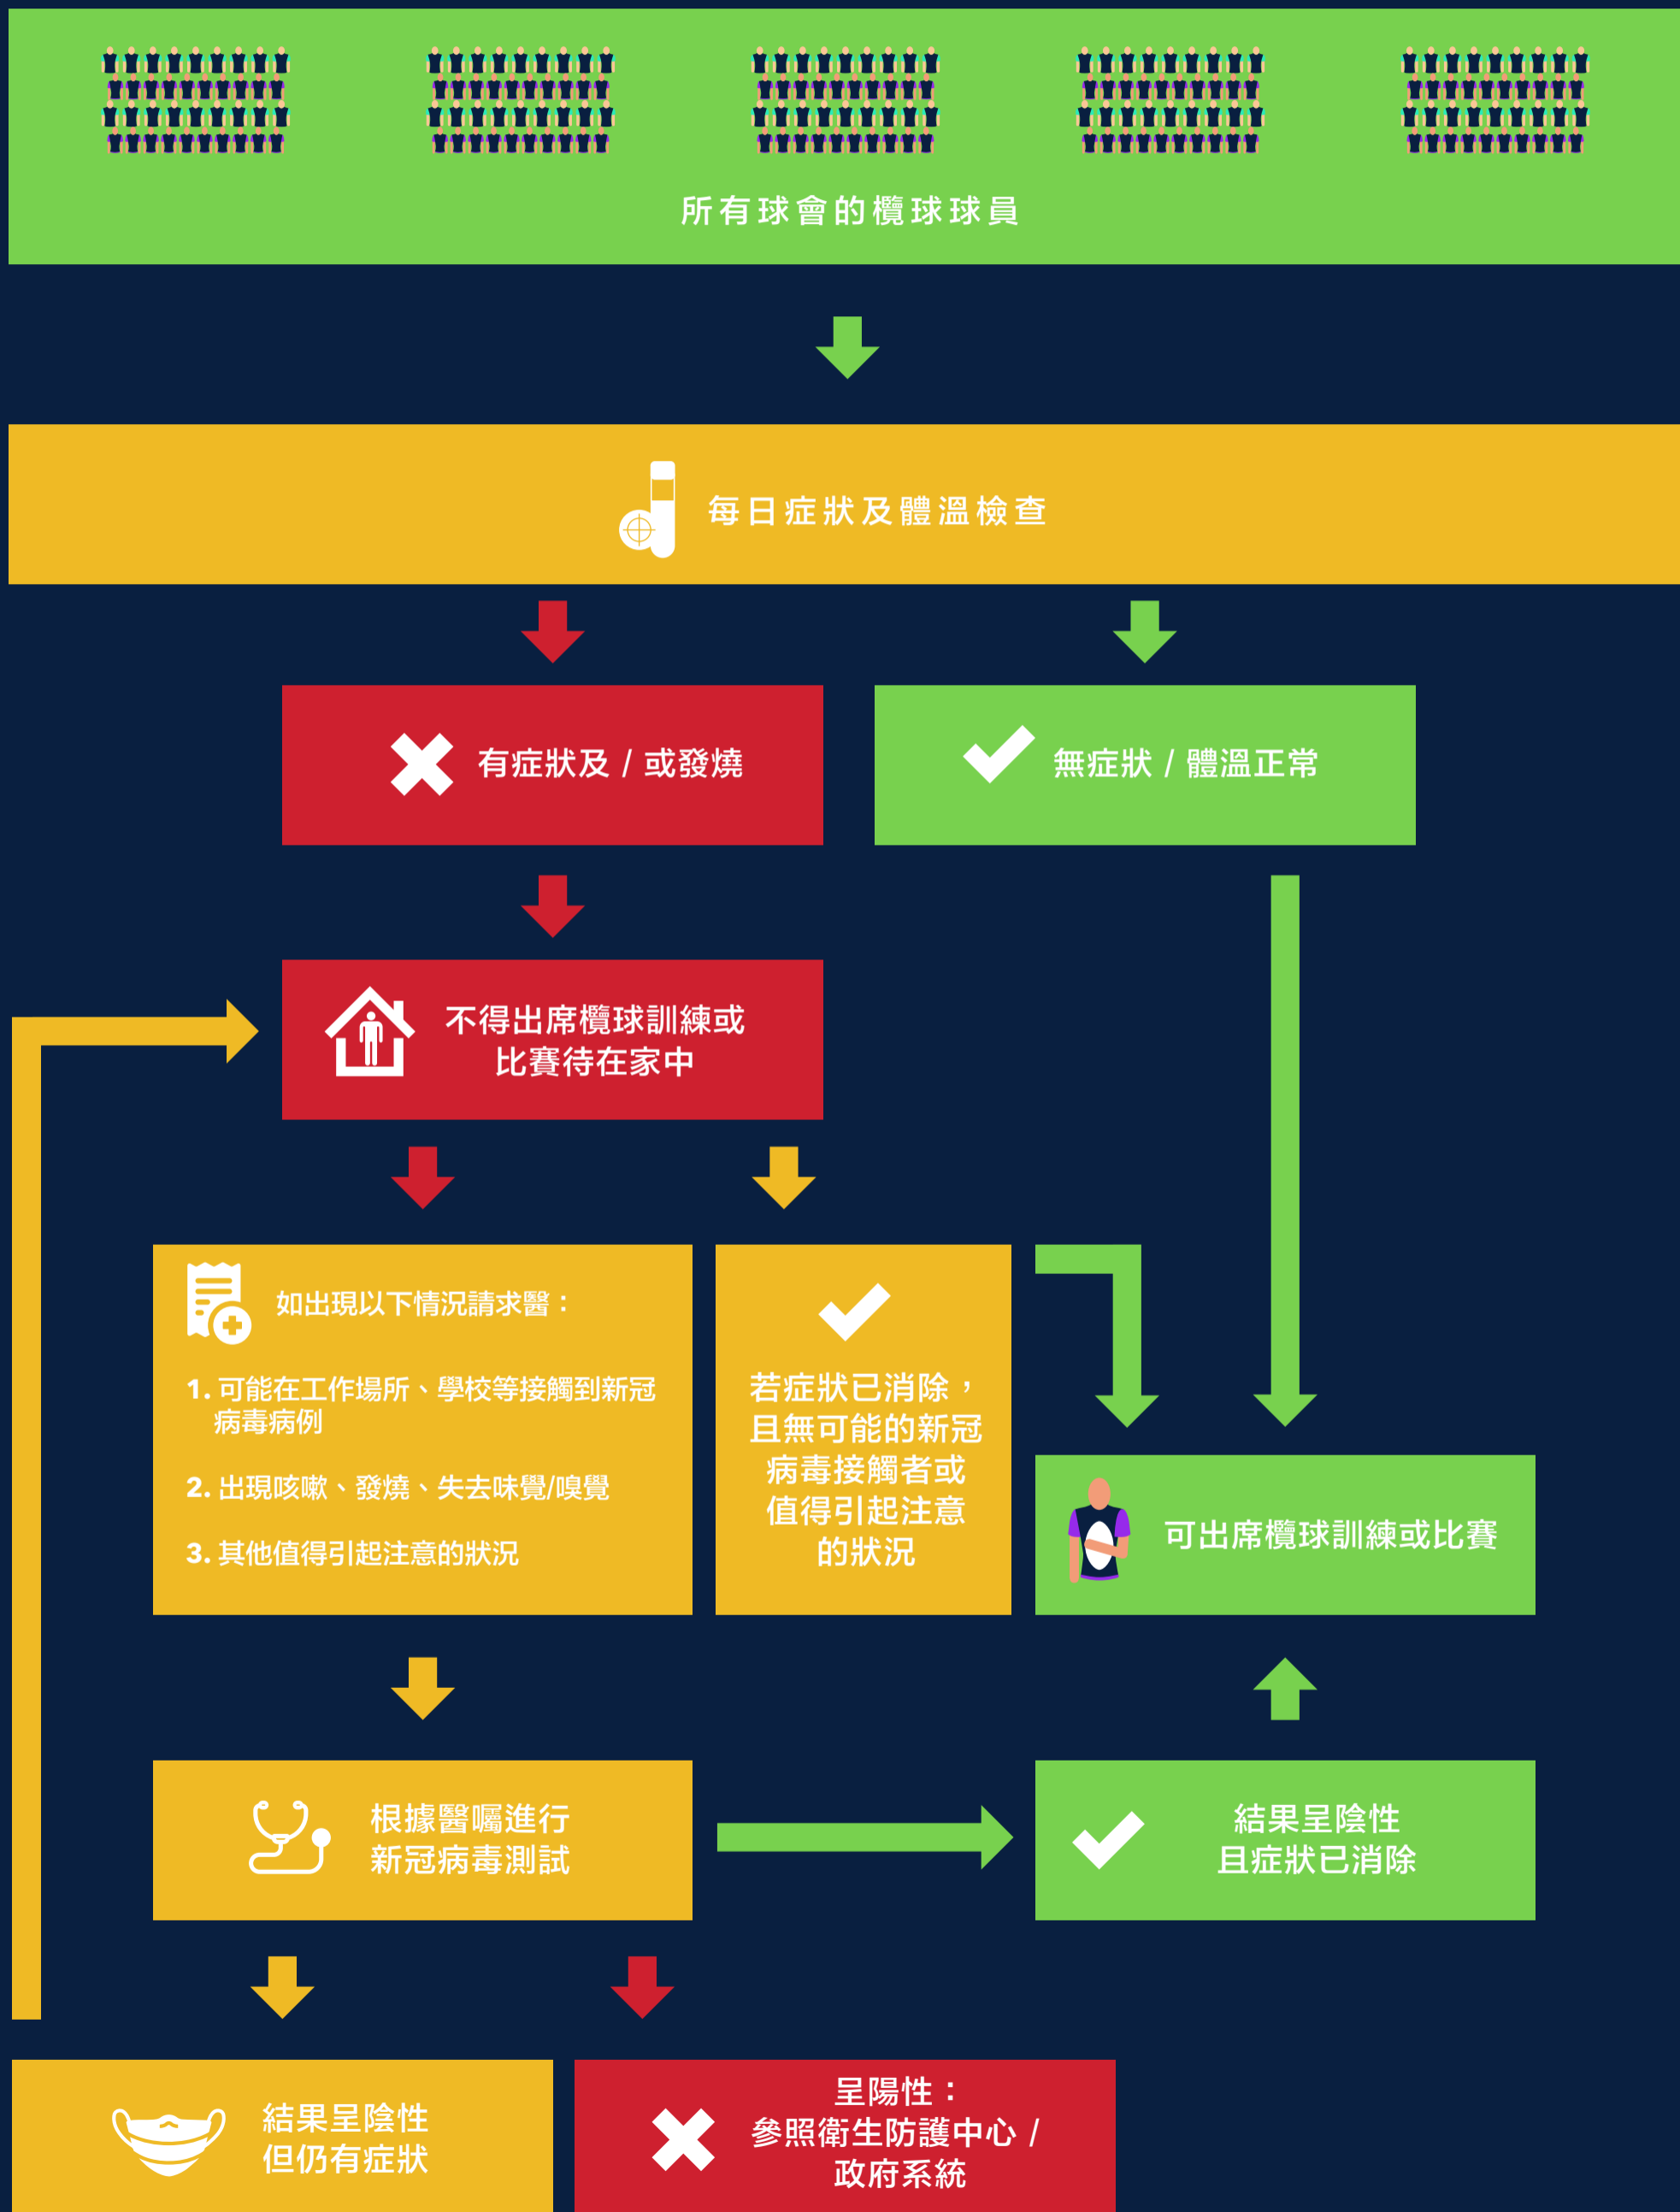 所有球會的欖球球員
每日症狀及體溫檢查
有症狀及 / 或發燒
無症狀 / 體溫正常
不得出席欖球訓練或
比賽待在家中
如出現以下情況請求醫：
1. 可能在工作場所、學校等接觸到新冠
病毒病例
2. 出現咳嗽、發燒、失去味覺/嗅覺
3. 其他值得引起注意的狀況
若症狀已消除，
且無可能的新冠
病毒接觸者或
值得引起注意
的狀況
可出席欖球訓練或比賽
根據醫囑進行
新冠病毒測試
結果呈陰性
且症狀已消除
結果呈陰性
但仍有症狀
呈陽性：
參照衛生防護中心 /
政府系統